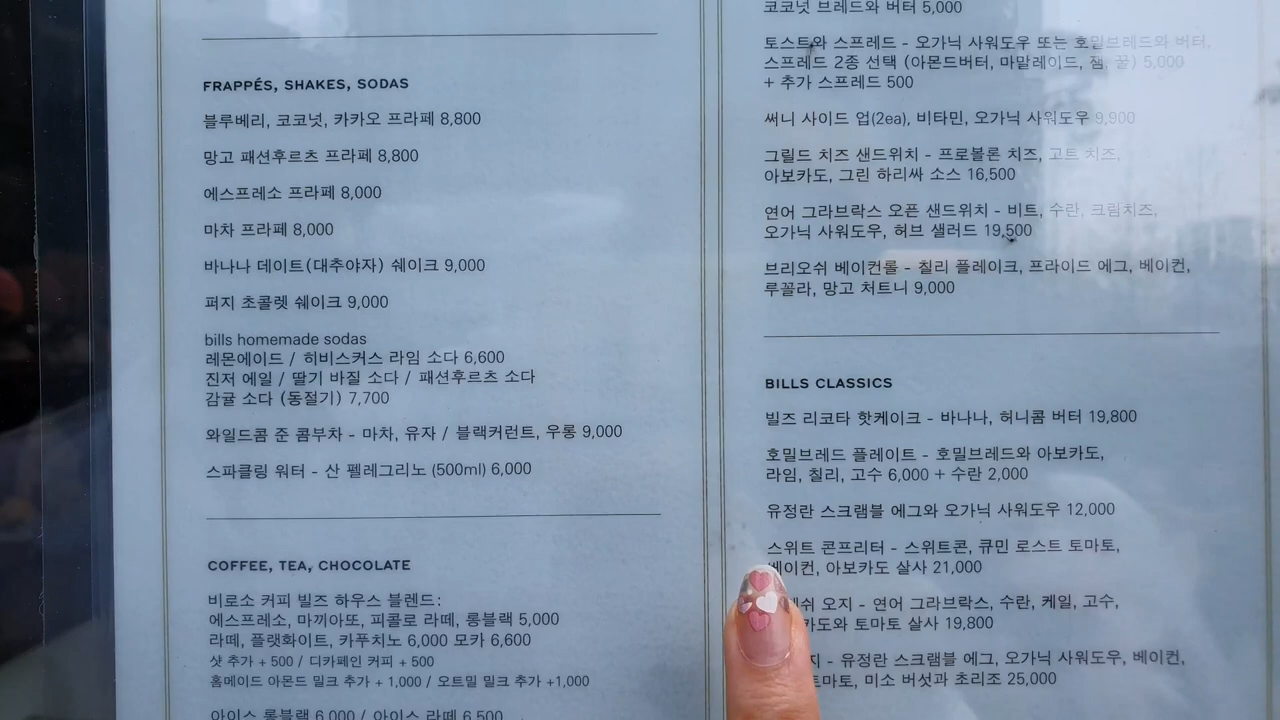 FRAPPÉS, SHAKES, SODAS
블루베리, 코코넛, 카카오 프라페 8,800
망고 패션후르츠 프라페 8,800
에스프레소 프라페 8,000
마차 프라페 8,000
바나나 데이트(대추야자) 쉐이크 9,000
퍼지 초콜렛 쉐이크 9,000
bills homemade sodas
레몬에이드 / 히비스커스 라임 소다 6,600
진저 에일 / 딸기 바질 소다 / 패션후르츠 소다
감귤 소다 (동절기) 7,700
와일드콤 준 콤부차 – 마차, 유자 / 블랙커런트, 우롱 9,000
스파클링 워터 – 산 펠레그리노 (500ml) 6,000
COFFEE, TEA, CHOCOLATE
비로소 커피 빌즈 하우스 블렌드:
에스프레소, 마끼아또, 피콜로 라떼, 롱블랙 5,000
라떼, 플랫화이트, 카푸치노 6,000 모카 6,600
샷 추가 + 500 / 디카페인 커피 + 500
홈메이드 아몬드 밀크 추가 + 1,000 / 오트밀 밀크 추가 +1,000
아이스 롱블랙 6,000 / 아이스 라떼 6,500
코코넛 브레드와 버터 5,000
토스트와 스프레드 – 오가닉 사워도우 또는 호밀브레드와 버터,
스프레드 2종 선택 (아몬드버터, 마말레이드, 잼, 꿀) 5,000
+ 추가 스프레드 500
써니 사이드 업(2ea), 비타민, 오가닉 사워도우 9,900
그릴드 치즈 샌드위치 – 프로볼론 치즈, 고트 치즈,
아보카도, 그린 하리싸 소스 16,500
연어 그라브락스 오픈 샌드위치 – 비트, 수란, 크림치즈,
오가닉 사워도우, 허브 샐러드 19,500
브리오쉬 베이컨롤 – 칠리 플레이크, 프라이드 에그, 베이컨,
루꼴라, 망고 처트니 9,000
BILLS CLASSICS
빌즈 리코타 핫케이크 – 바나나, 허니콤 버터 19,800
호밀브레드 플레이트 – 호밀브레드와 아보카도,
라임, 칠리, 고수 6,000 + 수란 2,000
유정란 스크램블 에그와 오가닉 사워도우 12,000
스위트 콘프리터 – 스위트콘, 큐민 로스트 토마토,
베이컨, 아보카도 살사 21,000
쉬 오지 – 연어 그라브락스, 수란, 케일, 고수,
카도와 토마토 살사 19,800
지 – 유정란 스크램블 에그, 오가닉 사워도우, 베이컨,
토마토, 미소 버섯과 초리조 25,000